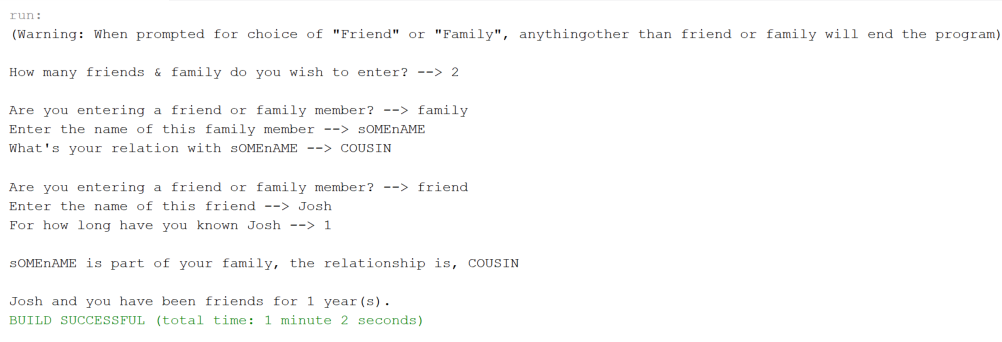 run:
(Warning: When prompted for choice of "Friend" or "Family", anythingother than friend or family will end the program)
How many friends & family do you wish to enter? --> 2
Are you entering a friend or family member? --> family
Enter the name of this family member --> sOMEnAME
What's your relation with sOMEnAME --> COUSIN
Are you entering a friend or family member? --> friend
Enter the name of this friend --> Josh
For how long have you known Josh --> 1
sOMEnAME is part of your family, the relationship is, COUSIN
Josh and you have been friends for 1 year(s).
BUILD SUCCESSFUL (total time: 1 minute 2 seconds)